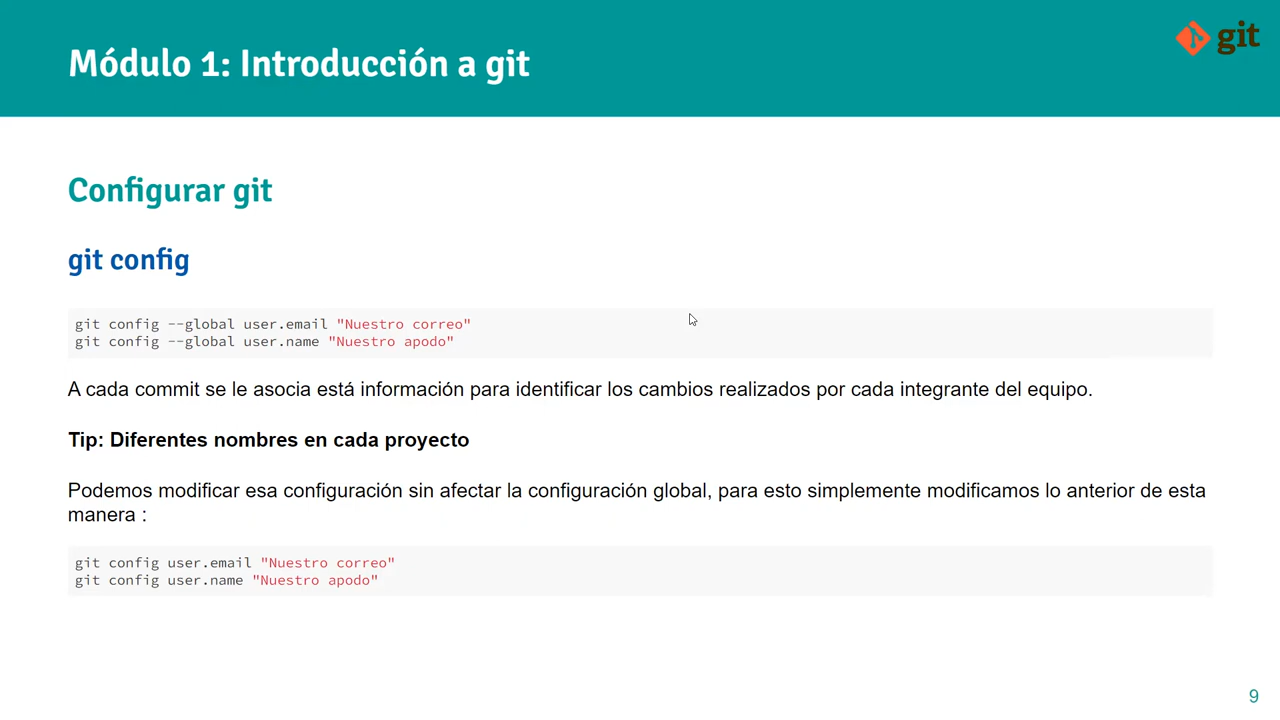 Módulo 1: Introducción a git
git
Configurar git
git config
git config --global user.email "Nuestro correo"
git config --global user.name "Nuestro apodo"
A cada commit se le asocia está información para identificar los cambios realizados por cada integrante del equipo.
Tip: Diferentes nombres en cada proyecto
Podemos modificar esa configuración sin afectar la configuración global, para esto simplemente modificamos lo anterior de esta
manera :
git config user.email "Nuestro correo"
git config user.name "Nuestro apodo"
9